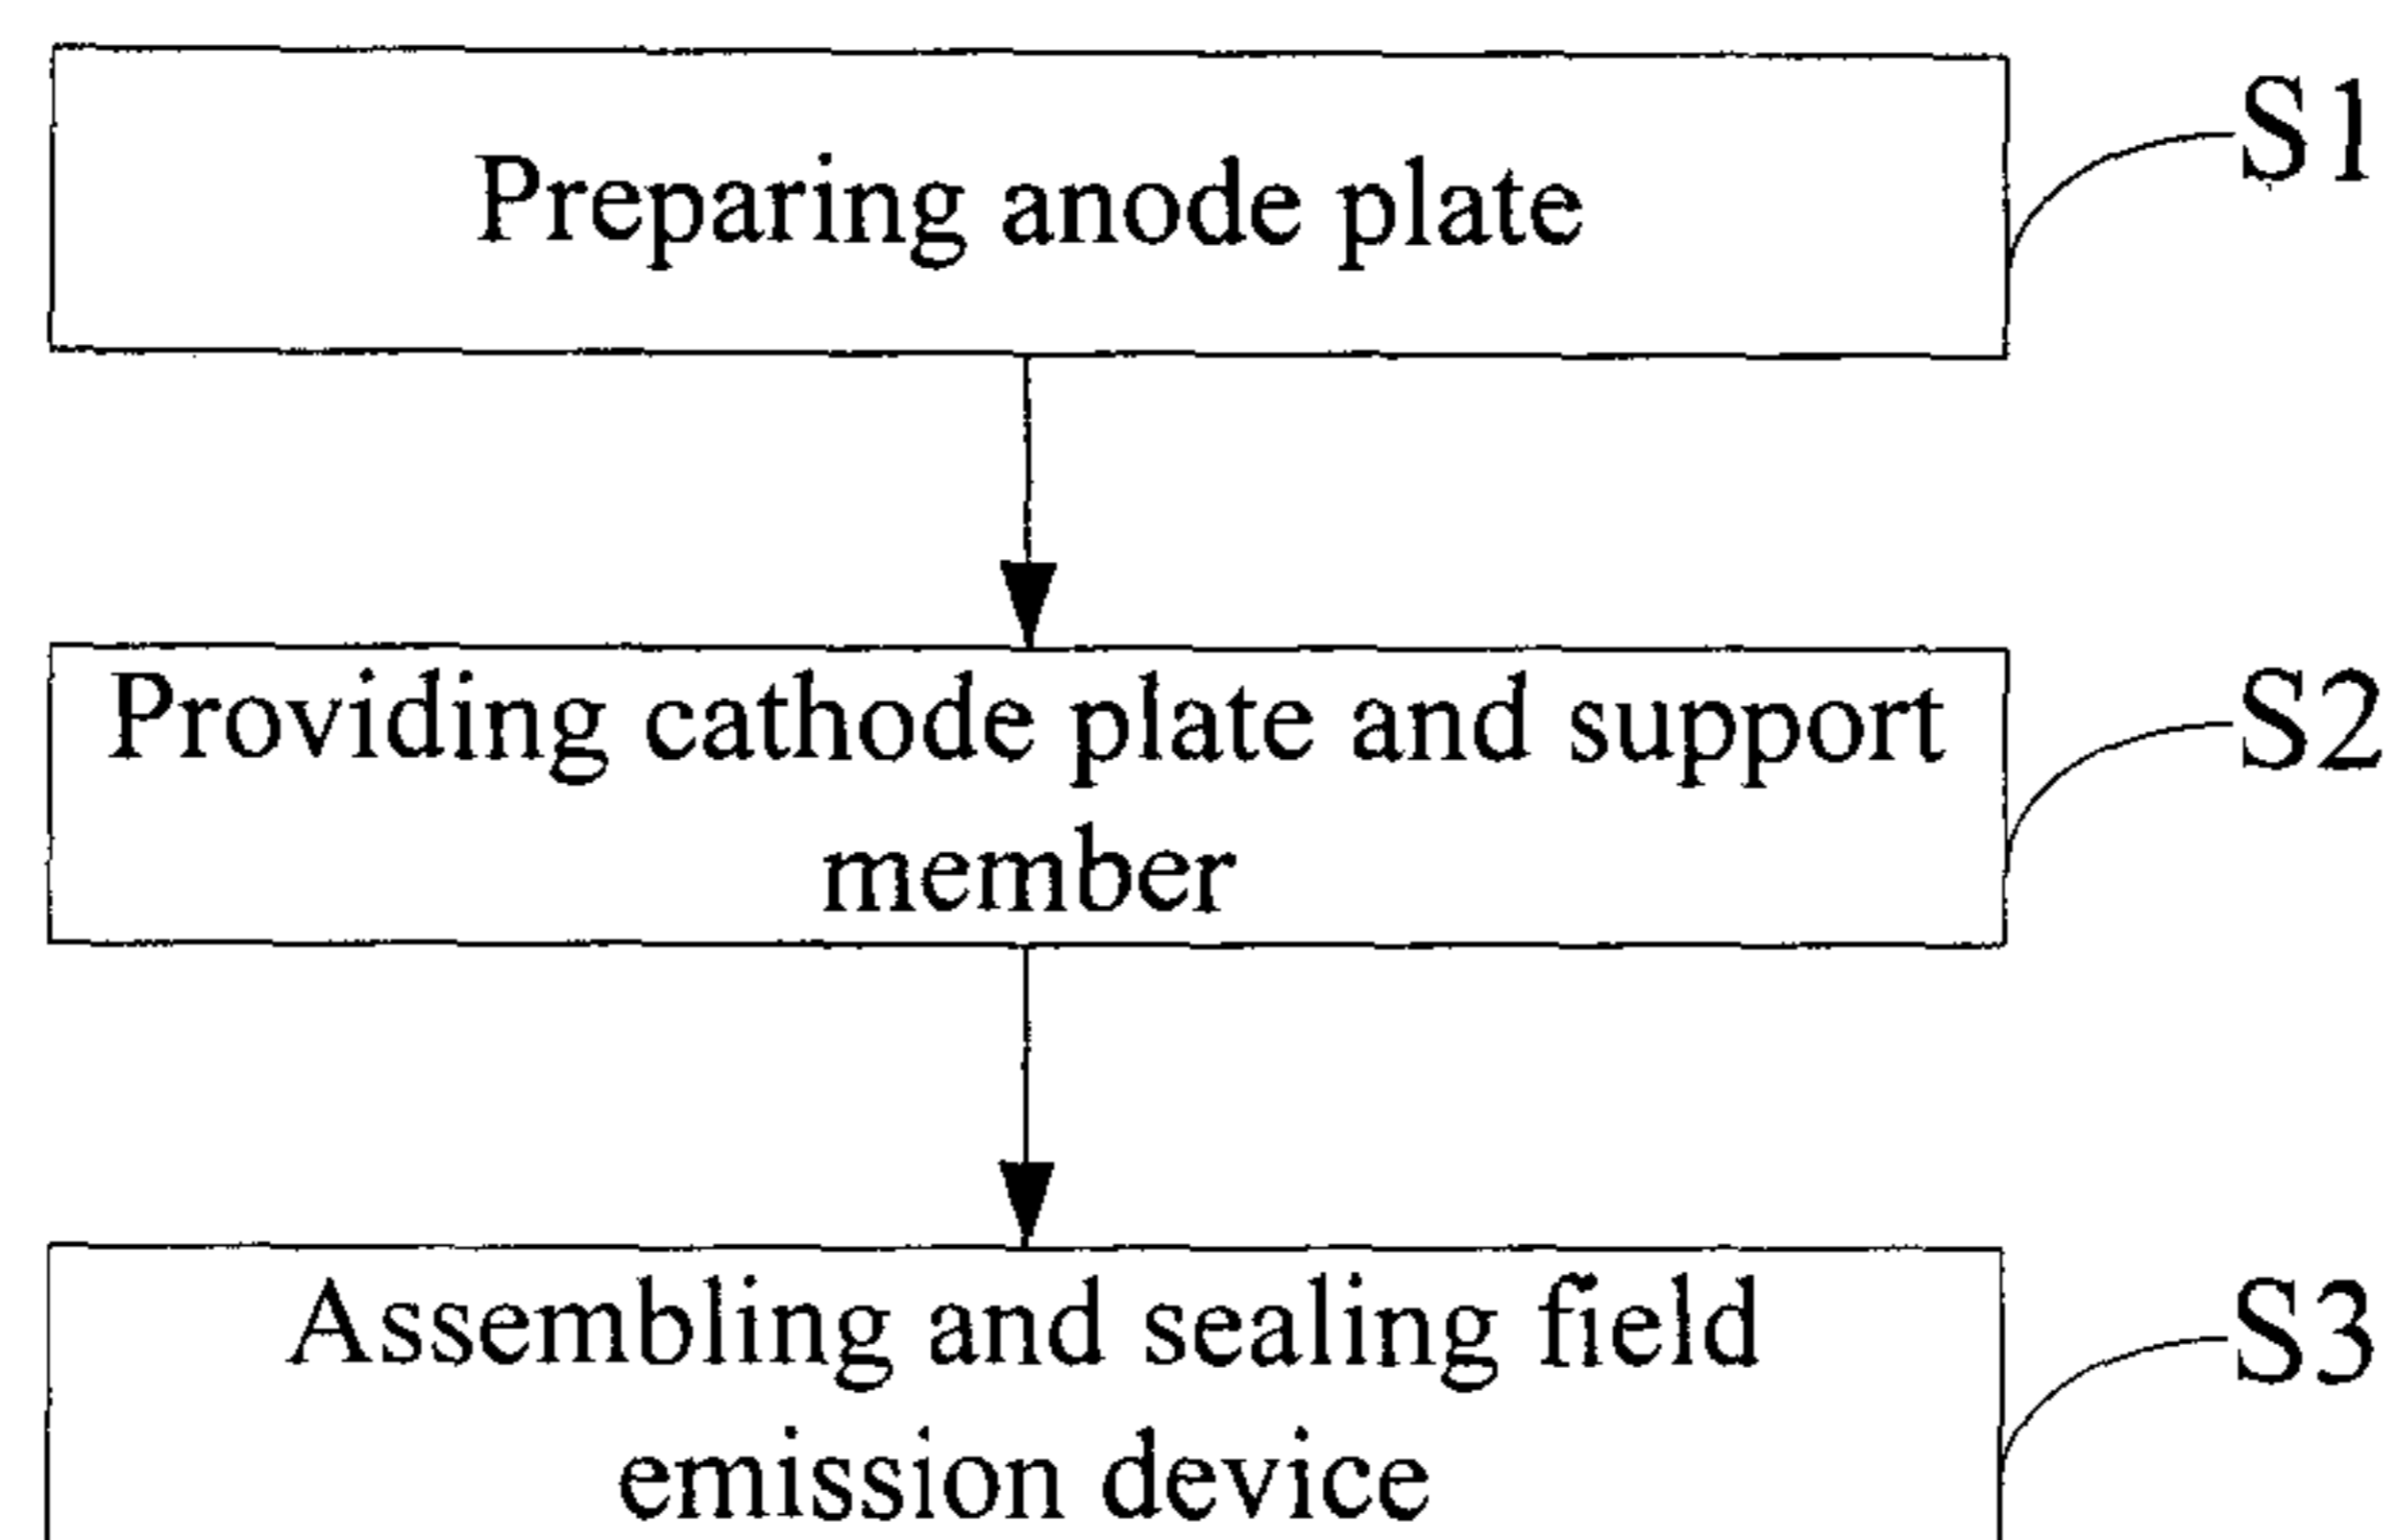 Preparing anode plate
S1
Providing cathode plate and support
member
S2
Assembling and sealing field
emission device
S3